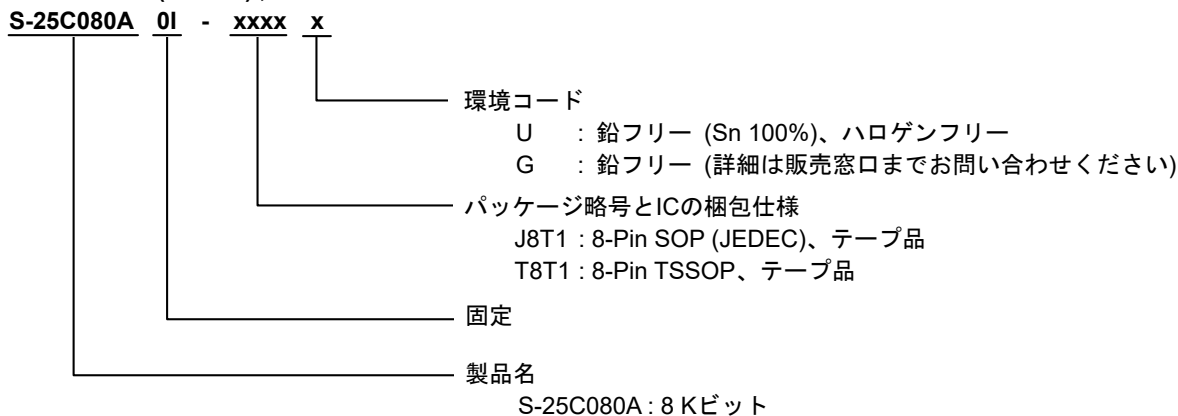 S-25C080A 0I - xxxx x
環境コード
U : 鉛フリー (Sn 100%)、ハロゲンフリー
G : 鉛フリー (詳細は販売窓口までお問い合わせください)
パッケージ略号とICの梱包仕様
J8T1 : 8-Pin SOP (JEDEC)、テープ品
T8T1 : 8-Pin TSSOP、テープ品
固定
製品名
S-25C080A : 8 Kビット